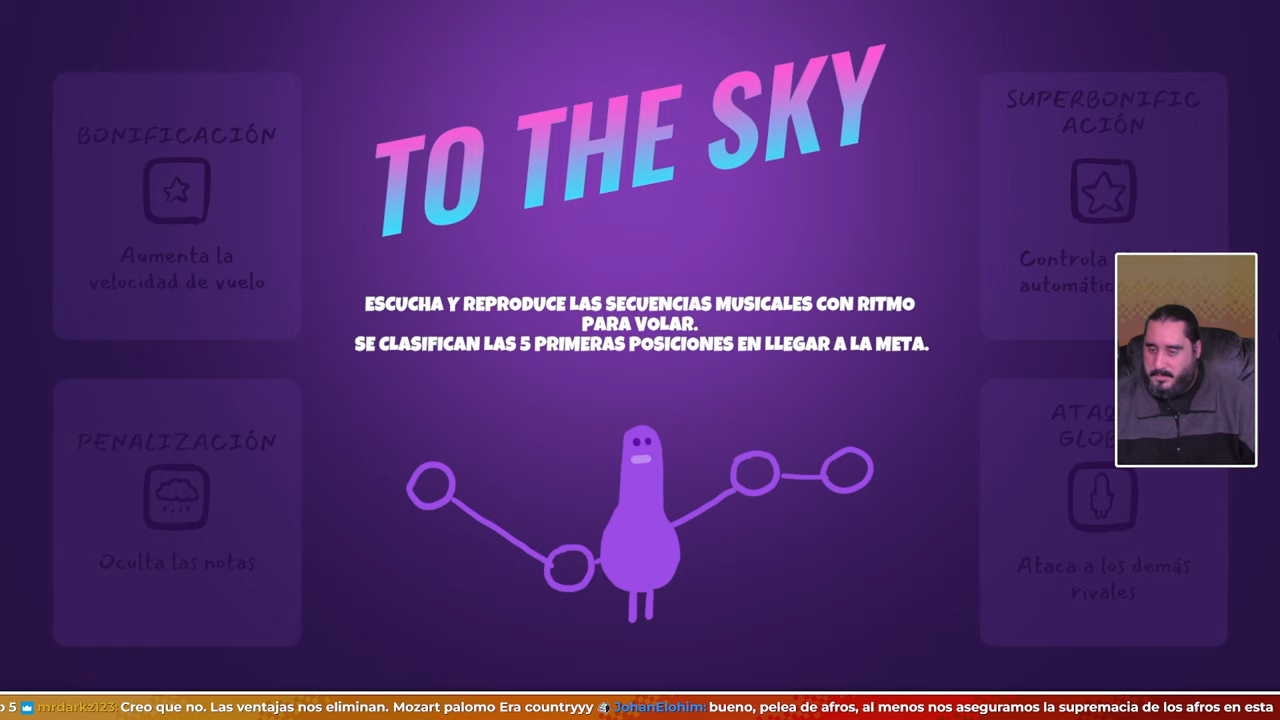 TO THE SKY
BONIFICACIÓN
Aumenta la
velocidad de vuelo
SUPERBONIFIC
ACIÓN
Controla
ESCUCHA Y REPRODUCE LAS SECUENCIAS MUSICALES CON RITMO
PARA VOLAR.
SE CLASIFICAN LAS 5 PRIMERAS POSICIONES EN LLEGAR A LA META.
PENALIZACIÓN
Oculta las notas
Ataca a los demás
rivales
5 mrdarkz123: Creo que no. Las ventajas nos eliminan. Mozart palomo Era countryyy JohanElohim: bueno, pelea de afros, al menos nos aseguramos la supremacia de los afros en esta